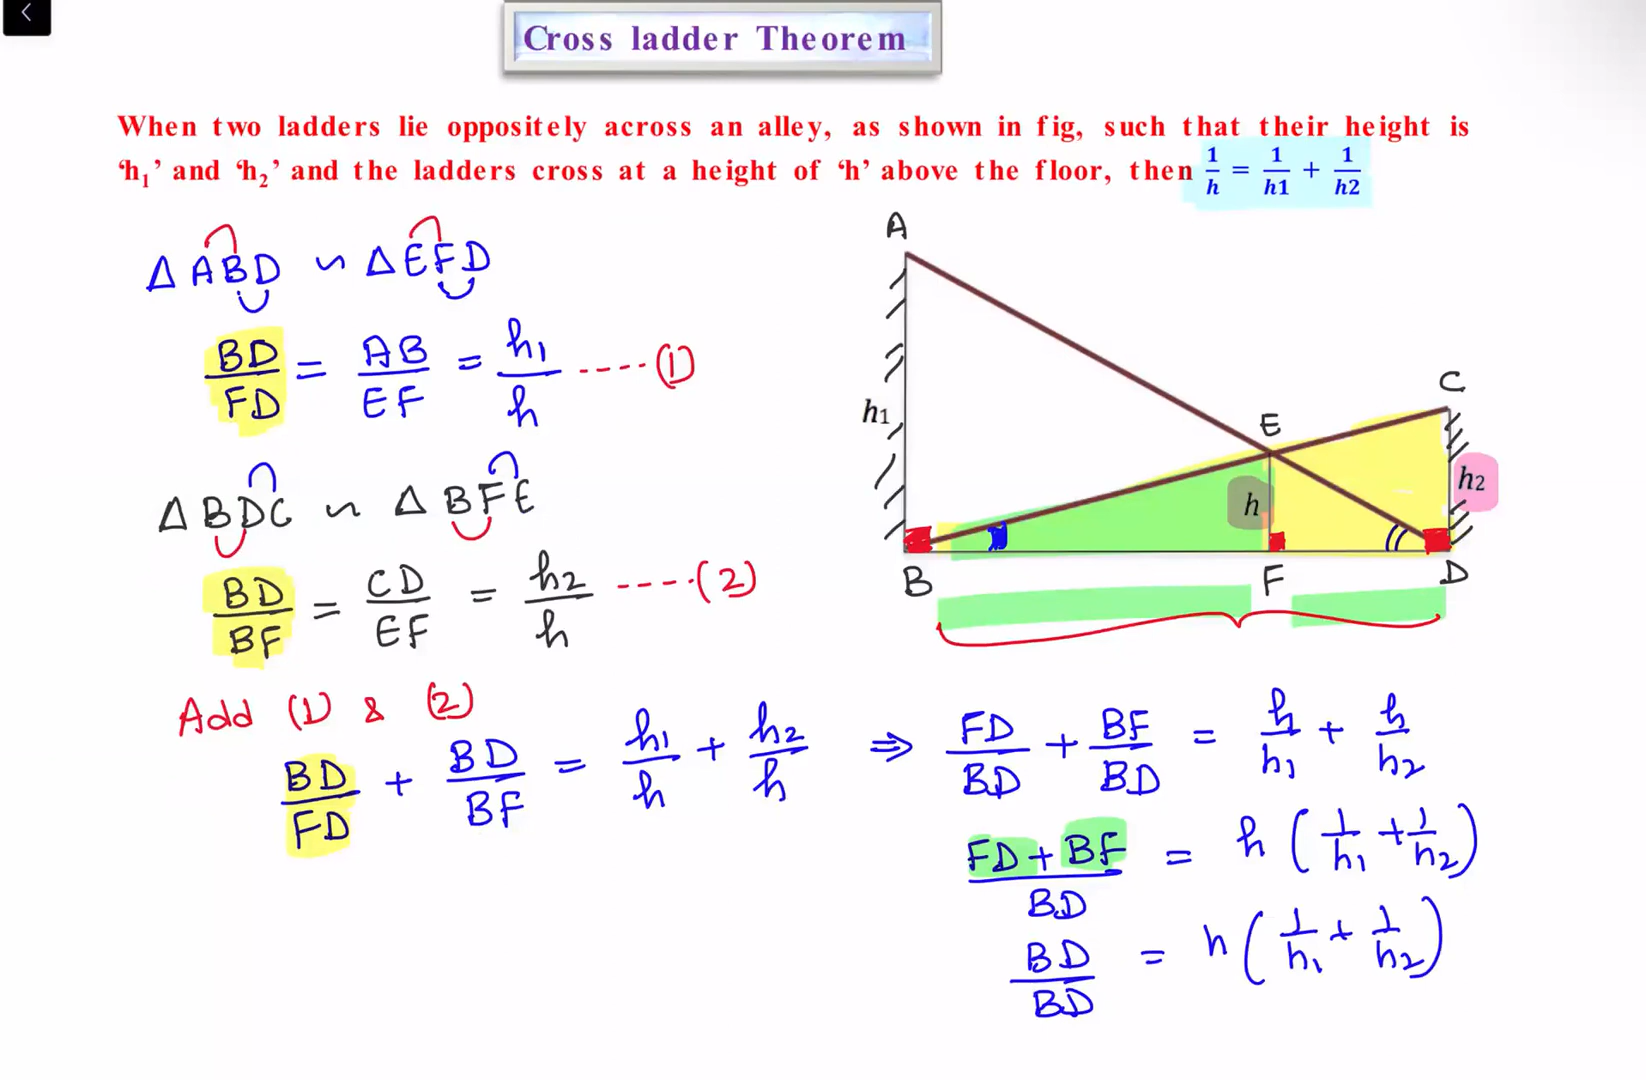 Cross ladder Theorem
When two ladders lie oppositely across an alley, as shown in fig, such that their height is
‘h₁’ and ‘h₂’ and the ladders cross at a height of ‘h’ above the floor, then 1/h = 1/h1 + 1/h2
Δ ABD ∽ Δ EFD
BD/FD = AB/EF = h₁/h ----(1)
Δ BDC ∽ Δ BFE
BD/BF = CD/EF = h₂/h ----(2)
Add (1) & (2)
BD/FD + BD/BF = h₁/h + h₂/h ⇒ FD/BD + BF/BD = h/h₁ + h/h₂
(FD + BF)/BD = h (1/h₁ + 1/h₂)
BD/BD = h (1/h₁ + 1/h₂)
A
C
h1
E
h2
h
B F D